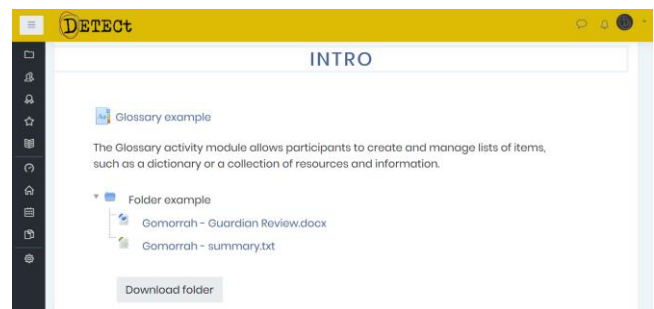 DETECt
INTRO
Glossary example
The Glossary activity module allows participants to create and manage lists of items,
such as a dictionary or a collection of resources and information.
Folder example
Gomorrah - Guardian Review.docx
Gomorrah - summary.txt
Download folder